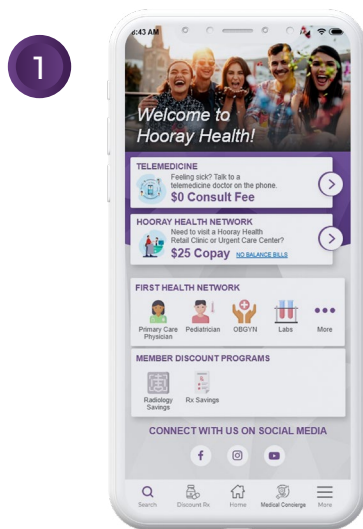 1
8:43 AM
Welcome to
Hooray Health!
TELEMEDICINE
Feeling sick? Talk to a
telemedicine doctor on the phone.
$0 Consult Fee
HOORAY HEALTH NETWORK
Need to visit a Hooray Health
Retail Clinic or Urgent Care Center?
$25 Copay NO BALANCE BILLS
FIRST HEALTH NETWORK
Primary Care
Physician
Pediatrician
OBGYN
Labs
More
MEMBER DISCOUNT PROGRAMS
Radiology
Savings
Rx Savings
CONNECT WITH US ON SOCIAL MEDIA
Search
Discount Rx
Home
Medical Concierge
More